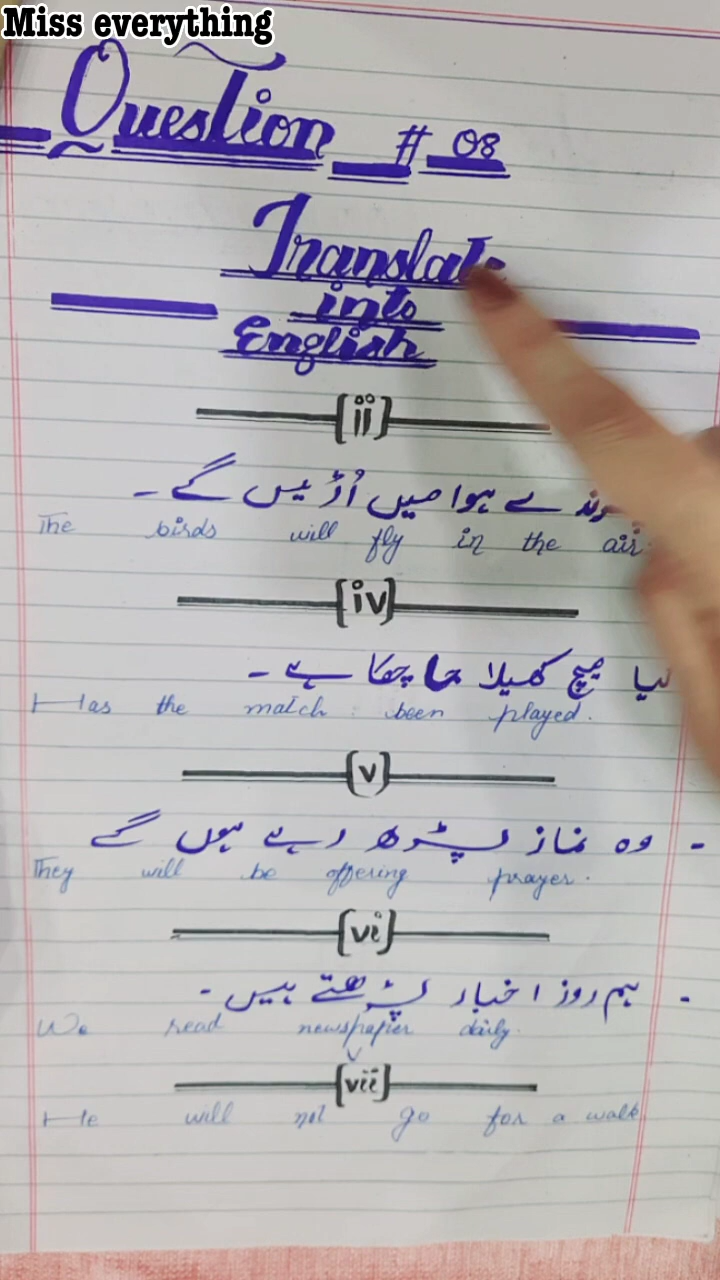 Miss everything
Question # 08
Translate
into
English
{ii}
پرندے ہوا میں اُڑیں گے۔
The birds will fly in the air
{iv}
کیا میچ کھیلا جا چکا ہے۔
Has the match been played.
{v}
وہ نماز پڑھ رہے ہوں گے -
They will be offering prayer.
{vi}
ہم روز اخبار پڑھتے ہیں۔ -
We read newspaper daily.
{vii}
He will not go for a walk